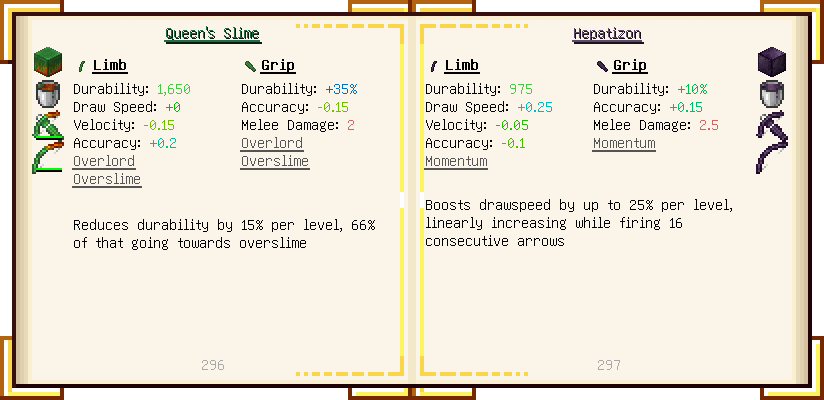 Queen's Slime
Limb
Durability: 1,650
Draw Speed: +0
Velocity: -0.15
Accuracy: +0.2
Overlord
Overslime
Grip
Durability: +35%
Accuracy: -0.15
Melee Damage: 2
Overlord
Overslime
Reduces durability by 15% per level, 66%
of that going towards overslime
296
Hepatizon
Limb
Durability: 975
Draw Speed: +0.25
Velocity: -0.05
Accuracy: -0.1
Momentum
Grip
Durability: +10%
Accuracy: +0.15
Melee Damage: 2.5
Momentum
Boosts drawspeed by up to 25% per level,
linearly increasing while firing 16
consecutive arrows
297